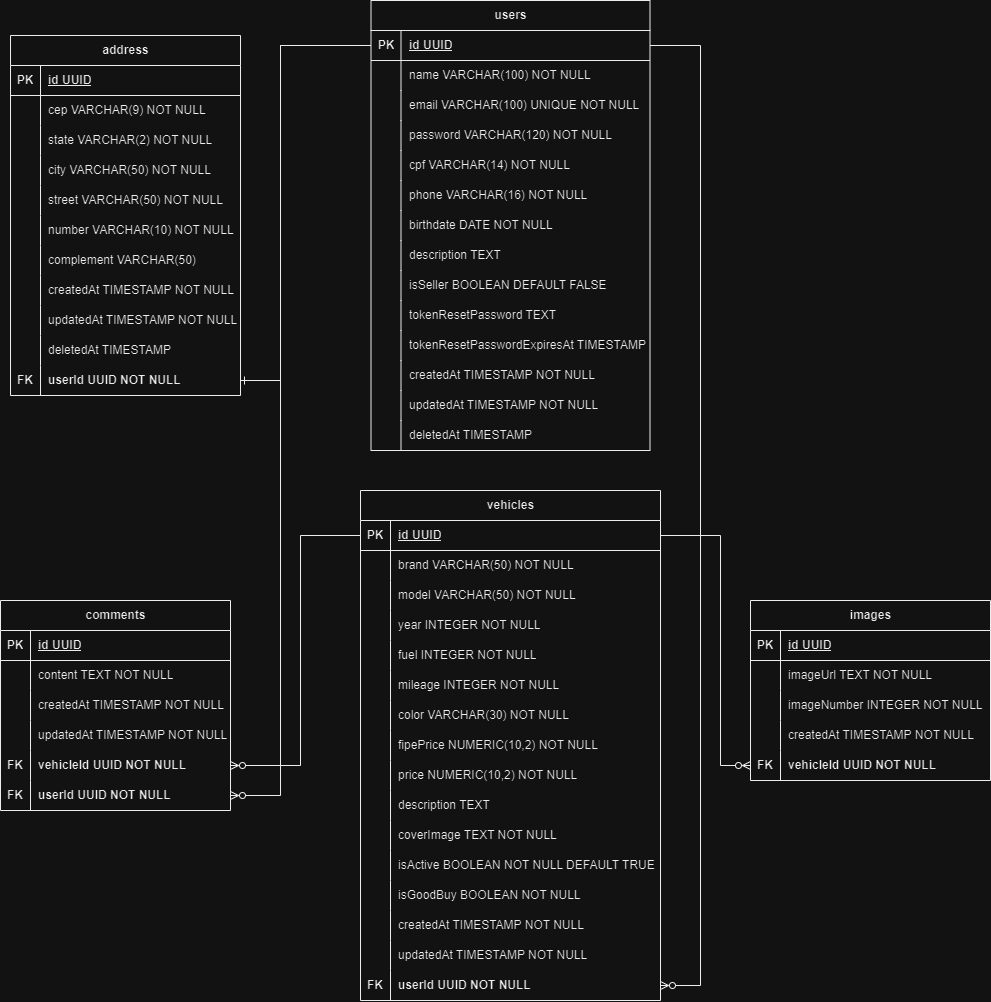 users
PK id UUID
name VARCHAR(100) NOT NULL
email VARCHAR(100) UNIQUE NOT NULL
password VARCHAR(120) NOT NULL
cpf VARCHAR(14) NOT NULL
phone VARCHAR(16) NOT NULL
birthdate DATE NOT NULL
description TEXT
isSeller BOOLEAN DEFAULT FALSE
tokenResetPassword TEXT
tokenResetPasswordExpiresAt TIMESTAMP
createdAt TIMESTAMP NOT NULL
updatedAt TIMESTAMP NOT NULL
deletedAt TIMESTAMP
address
PK id UUID
cep VARCHAR(9) NOT NULL
state VARCHAR(2) NOT NULL
city VARCHAR(50) NOT NULL
street VARCHAR(50) NOT NULL
number VARCHAR(10) NOT NULL
complement VARCHAR(50)
createdAt TIMESTAMP NOT NULL
updatedAt TIMESTAMP NOT NULL
deletedAt TIMESTAMP
FK userId UUID NOT NULL
vehicles
PK id UUID
brand VARCHAR(50) NOT NULL
model VARCHAR(50) NOT NULL
year INTEGER NOT NULL
fuel INTEGER NOT NULL
mileage INTEGER NOT NULL
color VARCHAR(30) NOT NULL
fipePrice NUMERIC(10,2) NOT NULL
price NUMERIC(10,2) NOT NULL
description TEXT
coverImage TEXT NOT NULL
isActive BOOLEAN NOT NULL DEFAULT TRUE
isGoodBuy BOOLEAN NOT NULL
createdAt TIMESTAMP NOT NULL
updatedAt TIMESTAMP NOT NULL
FK userId UUID NOT NULL
comments
PK id UUID
content TEXT NOT NULL
createdAt TIMESTAMP NOT NULL
updatedAt TIMESTAMP NOT NULL
FK vehicleId UUID NOT NULL
FK userId UUID NOT NULL
images
PK id UUID
imageUrl TEXT NOT NULL
imageNumber INTEGER NOT NULL
createdAt TIMESTAMP NOT NULL
FK vehicleId UUID NOT NULL